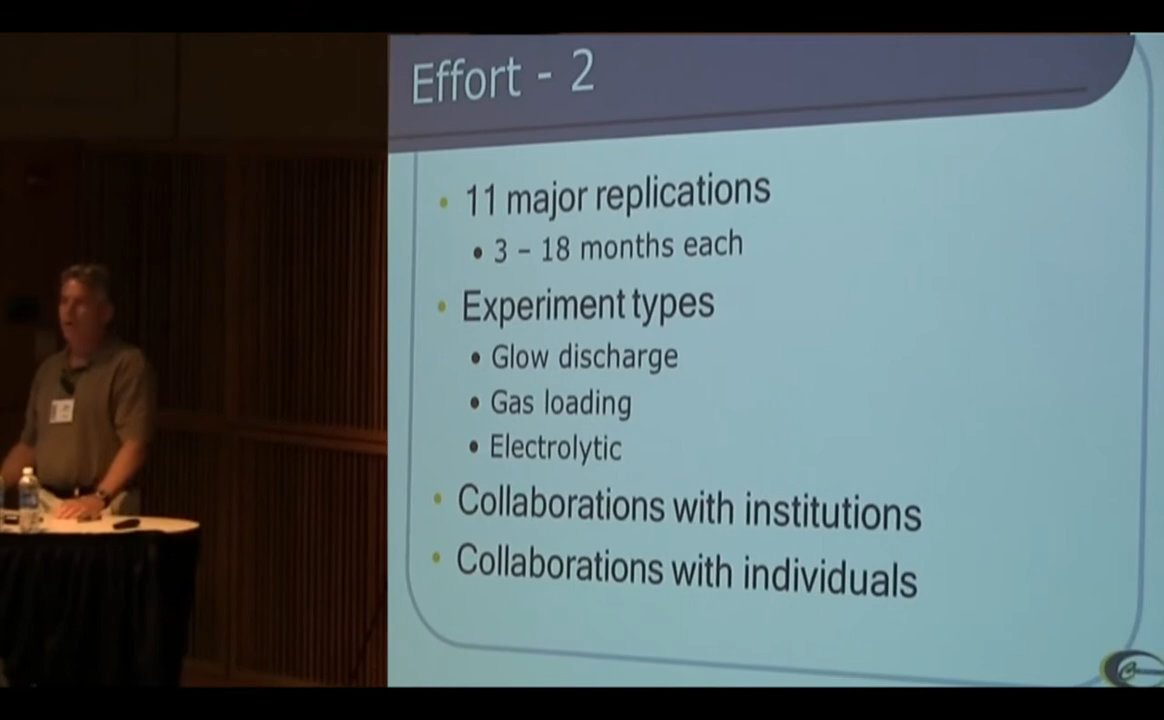 Effort - 2
• 11 major replications
• 3 – 18 months each
• Experiment types
• Glow discharge
• Gas loading
• Electrolytic
• Collaborations with institutions
• Collaborations with individuals